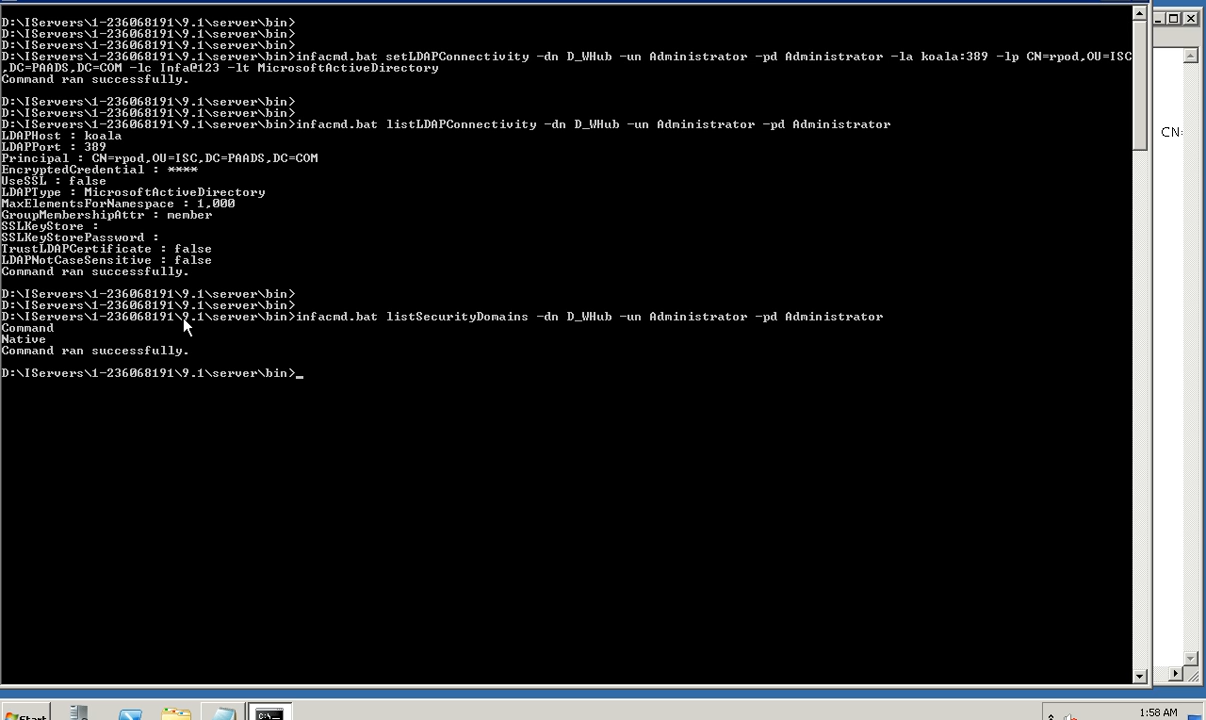 D:\IServers\1-236068191\9.1\server\bin>
D:\IServers\1-236068191\9.1\server\bin>
D:\IServers\1-236068191\9.1\server\bin>
D:\IServers\1-236068191\9.1\server\bin>infacmd.bat setLDAPConnectivity -dn D_WHub -un Administrator -pd Administrator -la koala:389 -lp CN=rpod,OU=ISC
,DC=PAADS,DC=COM -lc Infa@123 -lt MicrosoftActiveDirectory
Command ran successfully.
D:\IServers\1-236068191\9.1\server\bin>
D:\IServers\1-236068191\9.1\server\bin>
D:\IServers\1-236068191\9.1\server\bin>infacmd.bat listLDAPConnectivity -dn D_WHub -un Administrator -pd Administrator
LDAPHost : koala
LDAPPort : 389
Principal : CN=rpod,OU=ISC,DC=PAADS,DC=COM
EncryptedCredential : ****
UseSSL : false
LDAPType : MicrosoftActiveDirectory
MaxElementsForNamespace : 1,000
GroupMembershipAttr : member
SSLKeyStore :
SSLKeyStorePassword :
TrustLDAPCertificate : false
LDAPNotCaseSensitive : false
Command ran successfully.
D:\IServers\1-236068191\9.1\server\bin>
D:\IServers\1-236068191\9.1\server\bin>
D:\IServers\1-236068191\9.1\server\bin>infacmd.bat listSecurityDomains -dn D_WHub -un Administrator -pd Administrator
Command
Native
Command ran successfully.
D:\IServers\1-236068191\9.1\server\bin>_
CN=
Start
C:\
1:58 AM